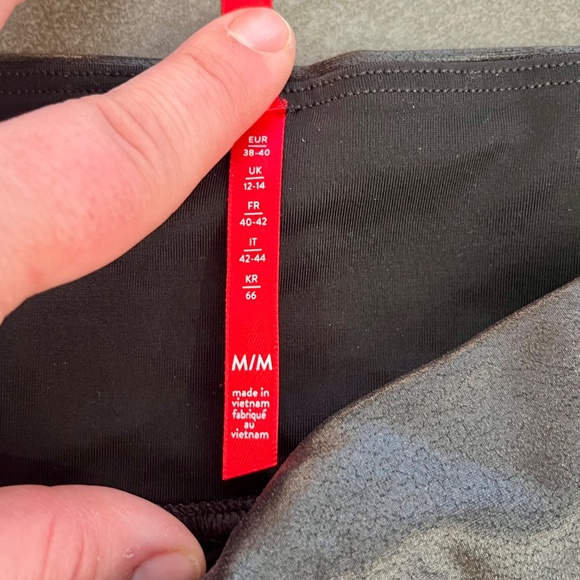 EUR
38-40
UK
12-14
FR
40-42
IT
42-44
KR
66
M/M
made in
vietnam
fabriqué
au
vietnam